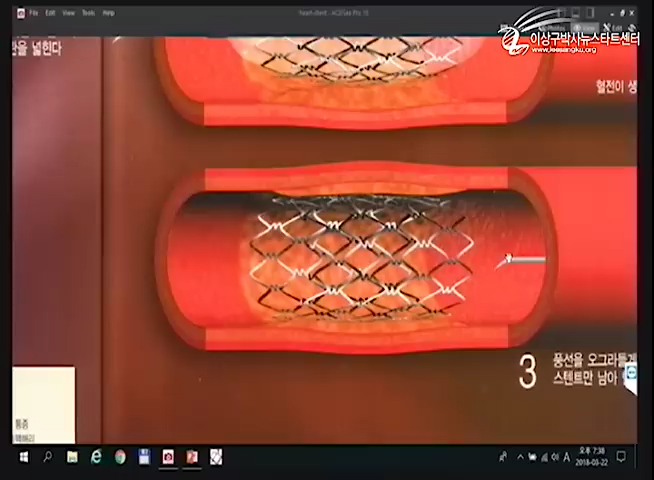 File Edit View Tools Help
이상구박사뉴스타트센터
www.leesangku.org
을 넓힌다
혈전이 생
3 풍선을 오그라들게
스텐트만 남아
통증
오후 7:38
2018-03-22